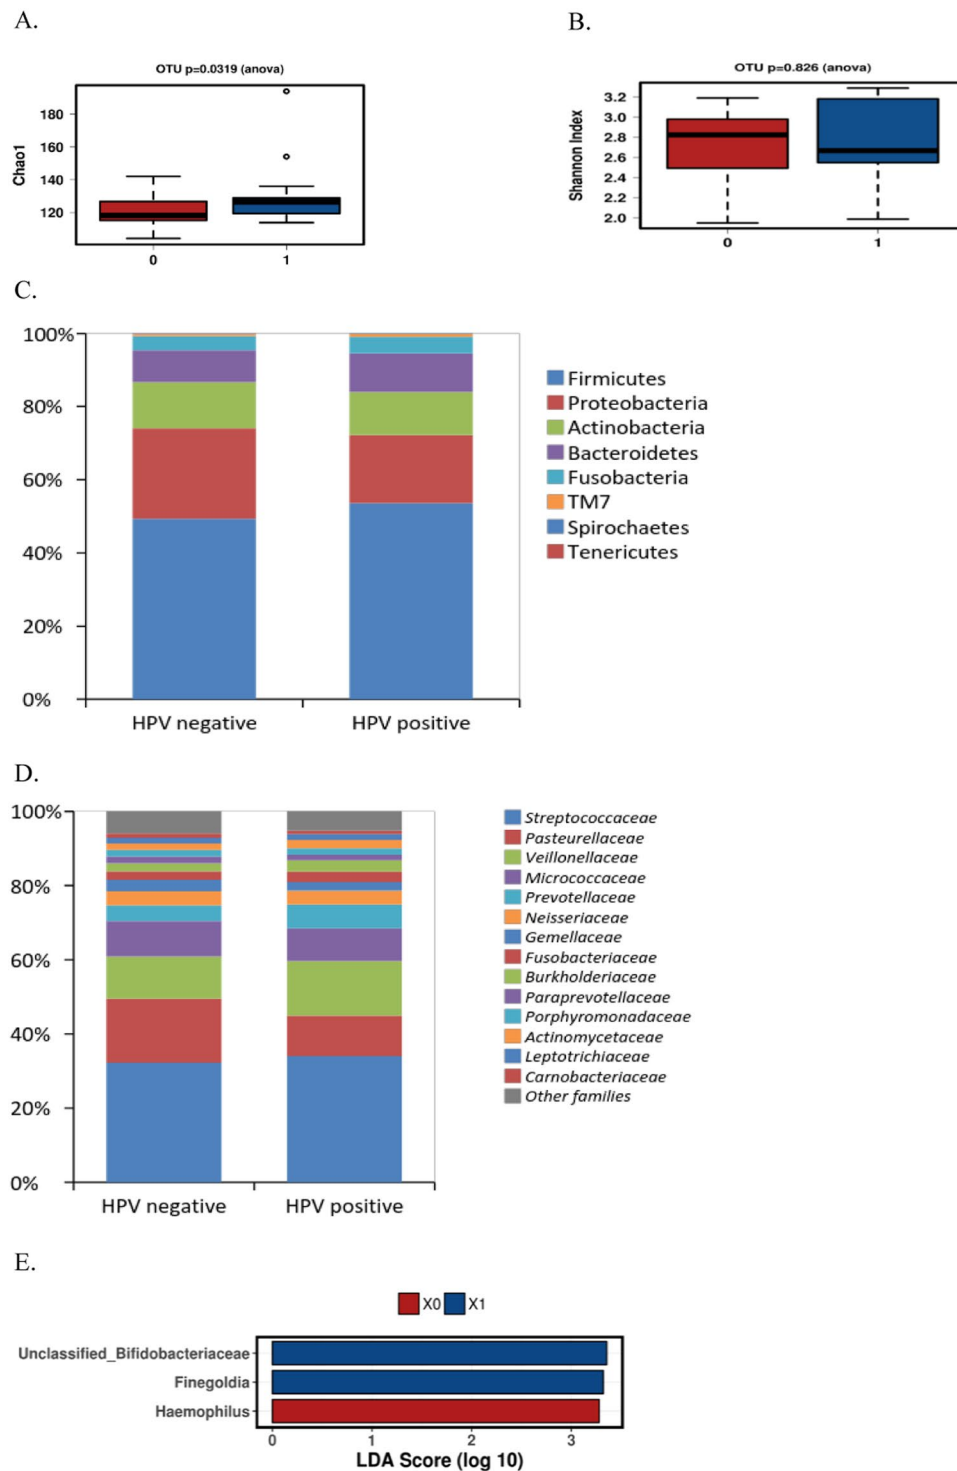 A.
B.
OTU p=0.0319 (anova)
Chao1
180
160
140
120
0
1
OTU p=0.826 (anova)
Shannon Index
3.2
3.0
2.8
2.6
2.4
2.2
2.0
0
1
C.
100%
80%
60%
40%
20%
0%
HPV negative
HPV positive
Firmicutes
Proteobacteria
Actinobacteria
Bacteroidetes
Fusobacteria
TM7
Spirochaetes
Tenericutes
D.
100%
80%
60%
40%
20%
0%
HPV negative
HPV positive
Streptococcaceae
Pasteurellaceae
Veillonellaceae
Micrococcaceae
Prevotellaceae
Neisseriaceae
Gemellaceae
Fusobacteriaceae
Burkholderiaceae
Paraprevotellaceae
Porphyromonadaceae
Actinomycetaceae
Leptotrichiaceae
Carnobacteriaceae
Other families
E.
X0 X1
Unclassified_Bifidobacteriaceae
Finegoldia
Haemophilus
0 1 2 3
LDA Score (log 10)